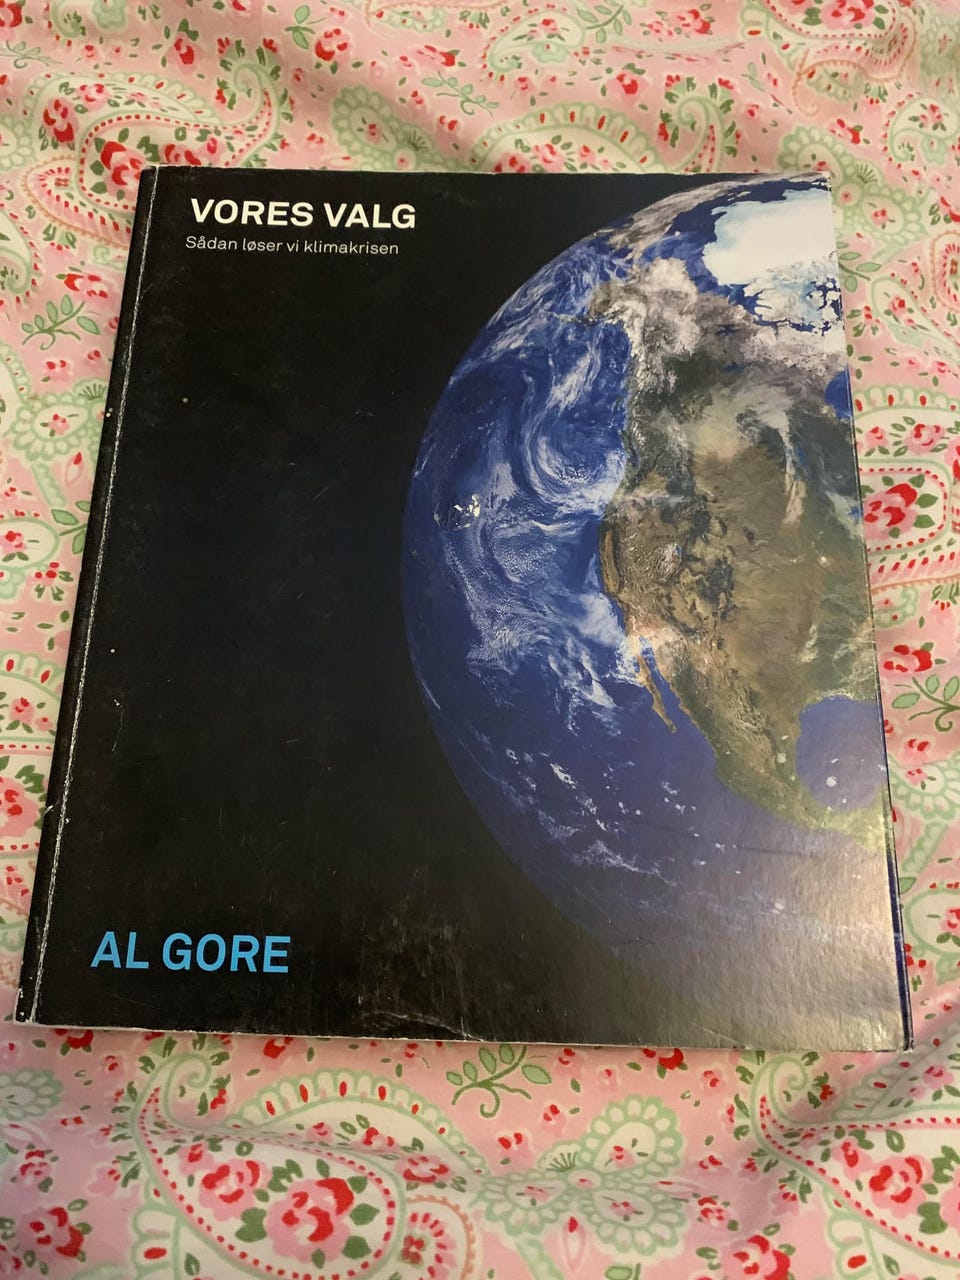 VORES VALG
Sådan løser vi klimakrisen
AL GORE